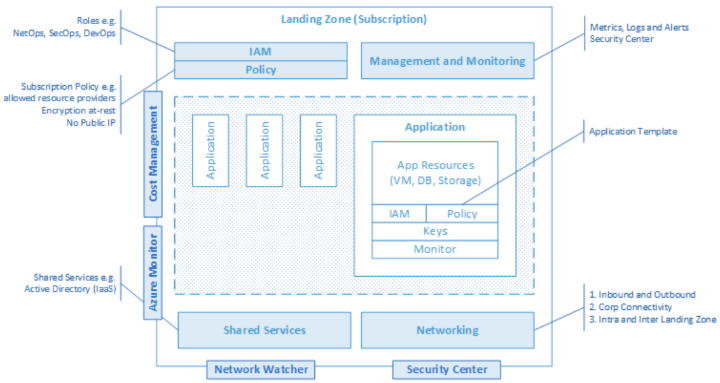 Landing Zone (Subscription)
Roles e.g.
NetOps, SecOps, DevOps
IAM
Policy
Management and Monitoring
Metrics, Logs and Alerts
Security Center
Subscription Policy e.g.
allowed resource providers
Encryption at-rest
No Public IP
Cost Management
Application
Application
Application
Application
App Resources
(VM, DB, Storage)
IAM
Policy
Keys
Monitor
Application Template
Azure Monitor
Shared Services e.g.
Active Directory (IaaS)
Shared Services
Networking
1. Inbound and Outbound
2. Corp Connectivity
3. Intra and Inter Landing Zone
Network Watcher
Security Center